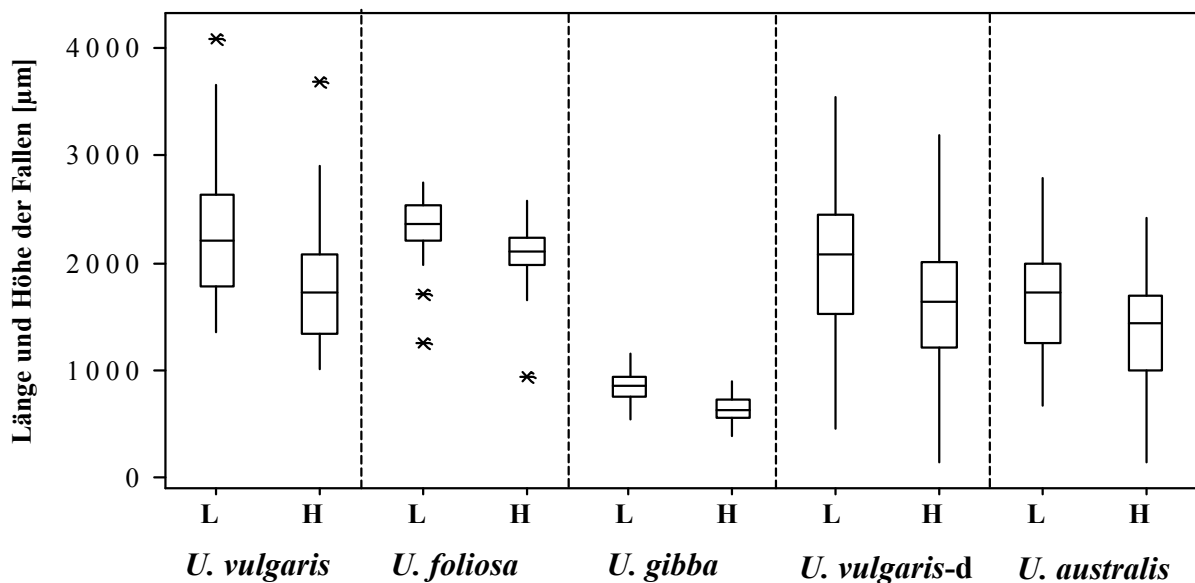 Länge und Höhe der Fallen [µm]
4000
3000
2000
1000
0
L H L H L H L H L H
U. vulgaris U. foliosa U. gibba U. vulgaris-d U. australis